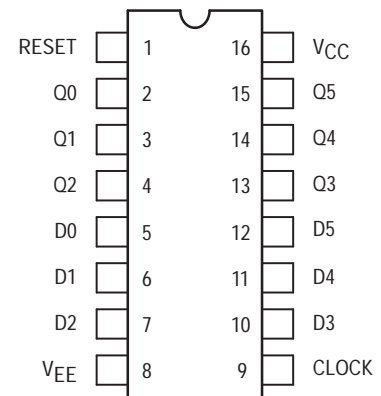 RESET 1 16 VCC
Q0 2 15 Q5
Q1 3 14 Q4
Q2 4 13 Q3
D0 5 12 D5
D1 6 11 D4
D2 7 10 D3
VEE 8 9 CLOCK